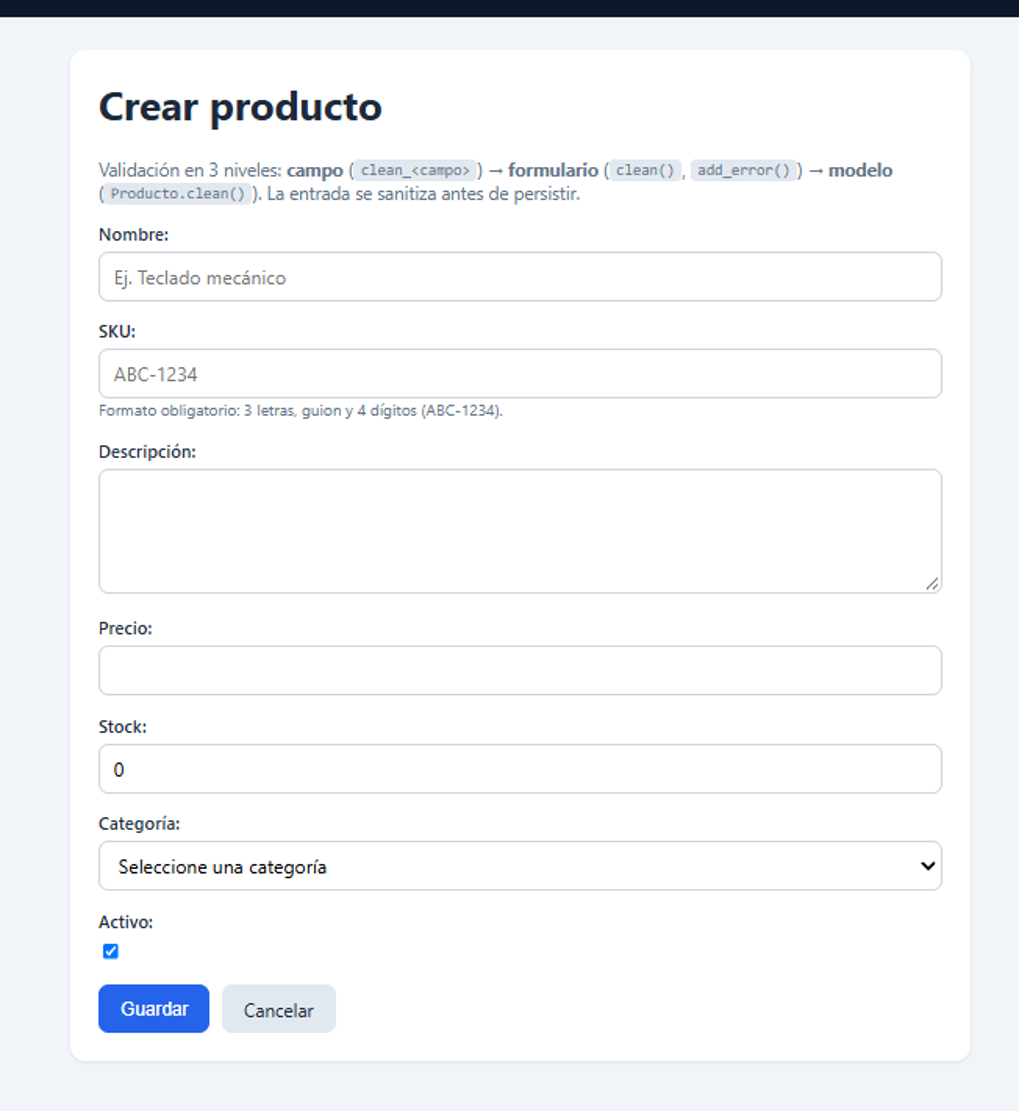 Crear producto
Validación en 3 niveles: campo ( clean_<campo> ) → formulario ( clean() , add_error() ) → modelo
( Producto.clean() ). La entrada se sanitiza antes de persistir.
Nombre:
Ej. Teclado mecánico
SKU:
ABC-1234
Formato obligatorio: 3 letras, guion y 4 dígitos (ABC-1234).
Descripción:
Precio:
Stock:
0
Categoría:
Seleccione una categoría
Activo:
Guardar Cancelar